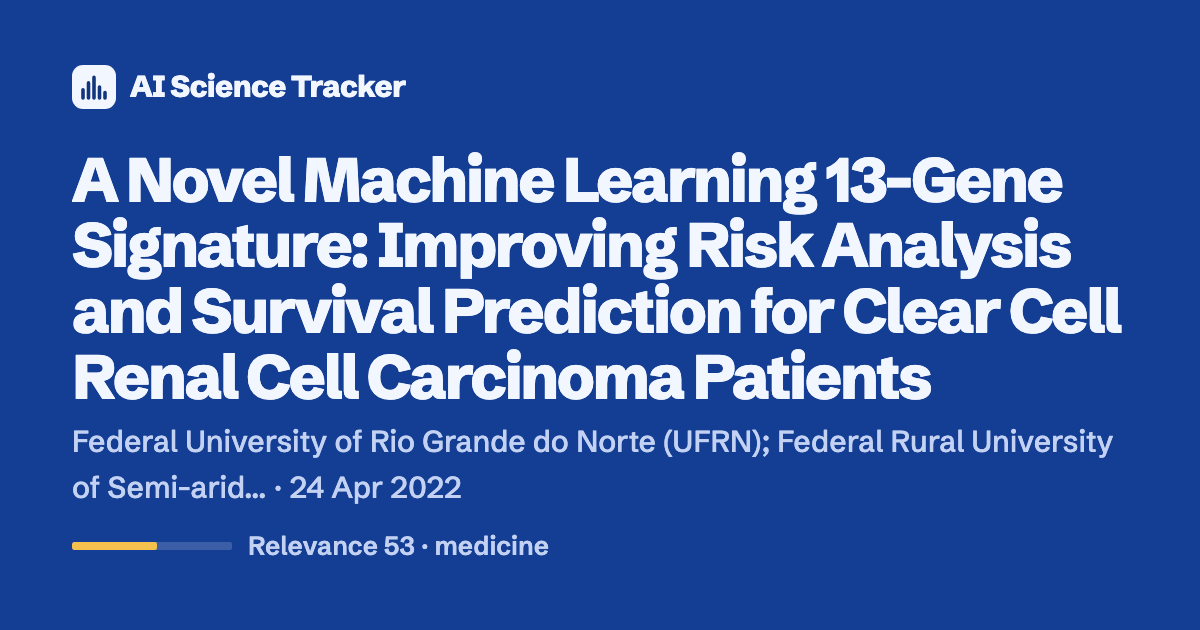 AI Science Tracker
A Novel Machine Learning 13-Gene
Signature: Improving Risk Analysis
and Survival Prediction for Clear Cell
Renal Cell Carcinoma Patients
Federal University of Rio Grande do Norte (UFRN); Federal Rural University
of Semi-arid... · 24 Apr 2022
Relevance 53 · medicine